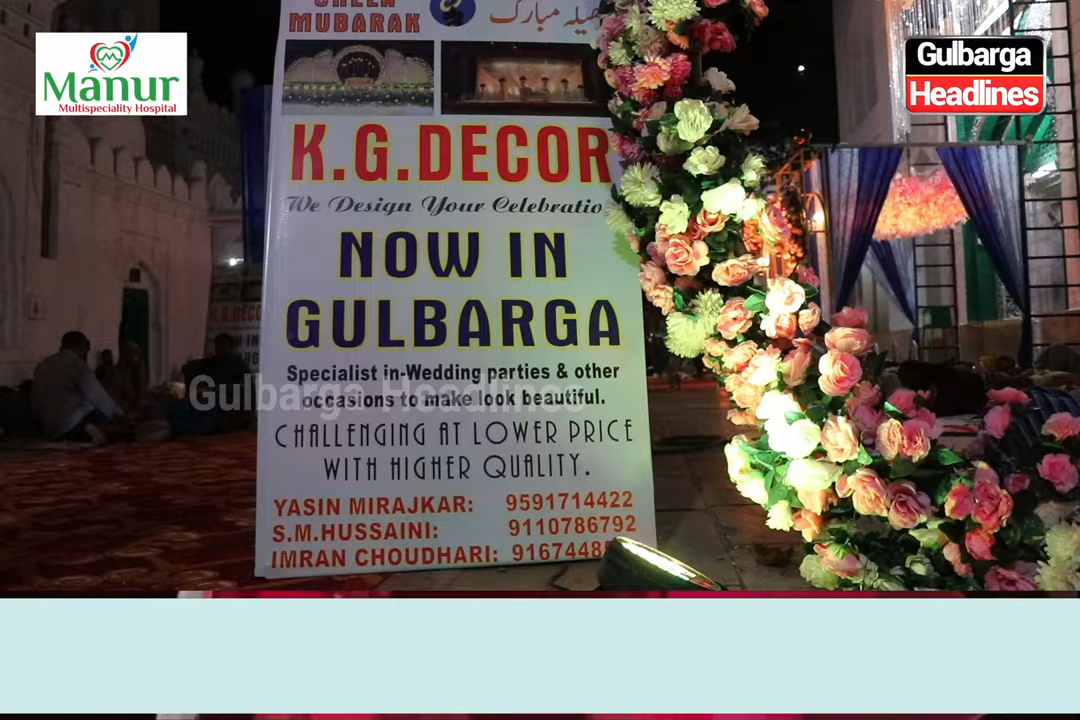 MUBARAK
مبارک
Manur
Multispeciality Hospital
Gulbarga
Headlines
K.G.DECOR
We Design Your Celebratio
NOW IN
GULBARGA
Specialist in-Wedding parties & other
occasions to make look beautiful.
Gulbarga Headlines
CHALLENGING AT LOWER PRICE
WITH HIGHER QUALITY.
YASIN MIRAJKAR: 9591714422
S.M.HUSSAINI: 9110786792
IMRAN CHOUDHARI: 9167448